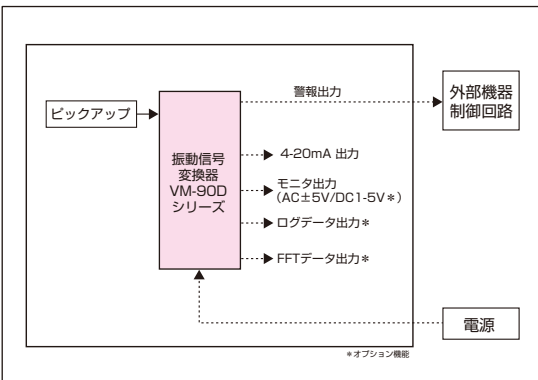 警報出力
外部機器
制御回路
ピックアップ
振動信号
変換器
VM-90D
シリーズ
4-20mA 出力
モニタ出力
(AC±5V/DC1-5V＊)
ログデータ出力＊
FFTデータ出力＊
電源
＊オプション機能